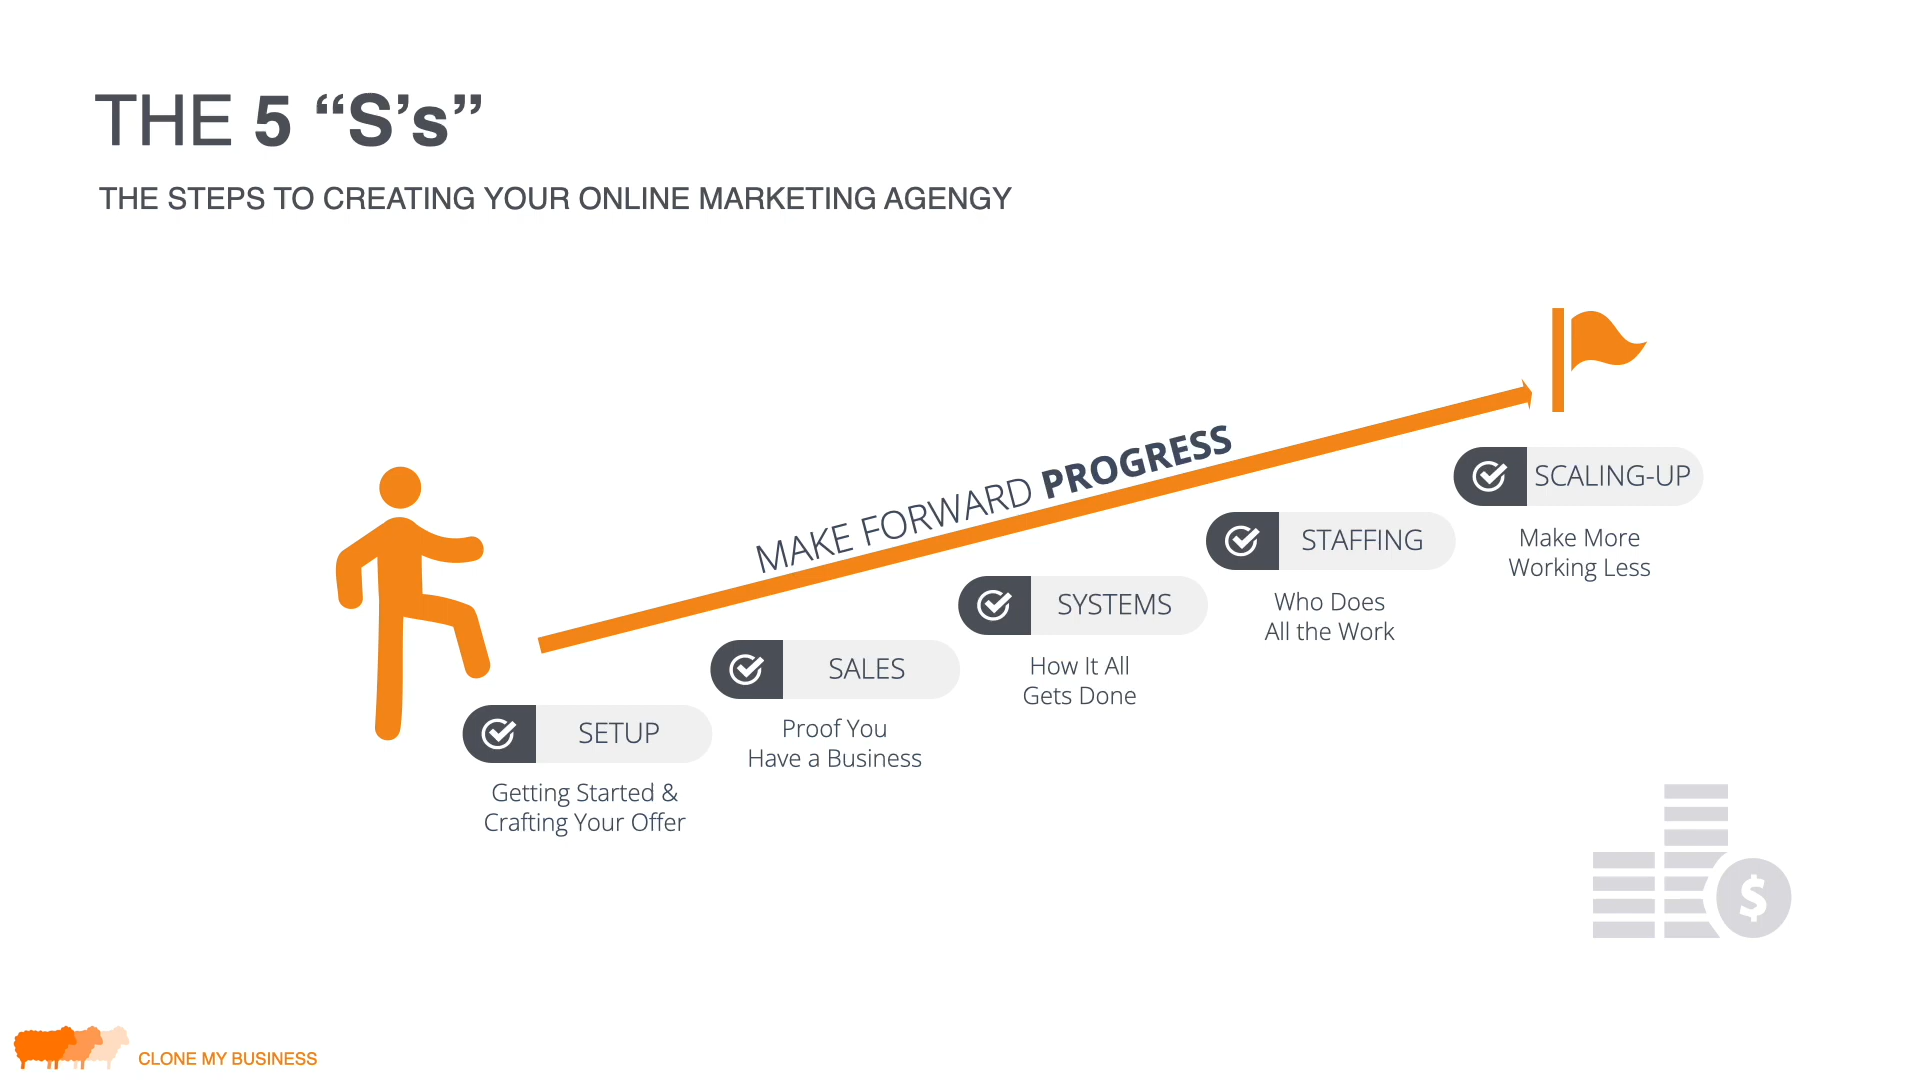 THE 5 “S’s”
THE STEPS TO CREATING YOUR ONLINE MARKETING AGENGY
MAKE FORWARD PROGRESS
SETUP
Getting Started &
Crafting Your Offer
SALES
Proof You
Have a Business
SYSTEMS
How It All
Gets Done
STAFFING
Who Does
All the Work
SCALING-UP
Make More
Working Less
$
CLONE MY BUSINESS